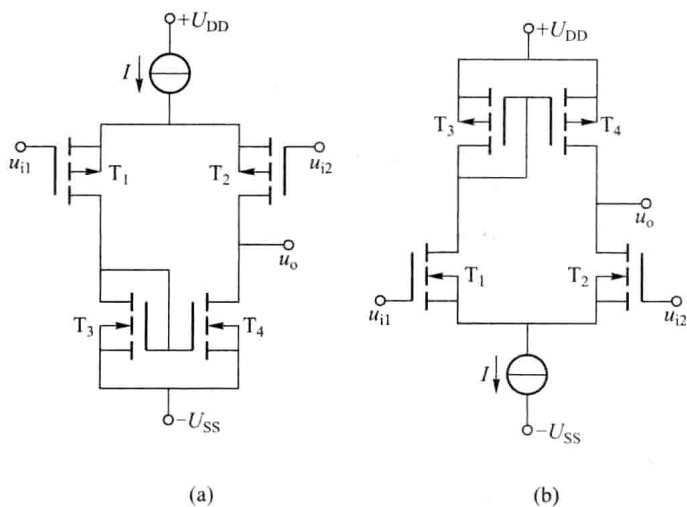 +U_DD
I
u_i1
T_1
T_2
u_i2
u_o
T_3
T_4
−U_SS
(a)
+U_DD
T_3
T_4
u_o
T_1
T_2
u_i1
u_i2
I
−U_SS
(b)